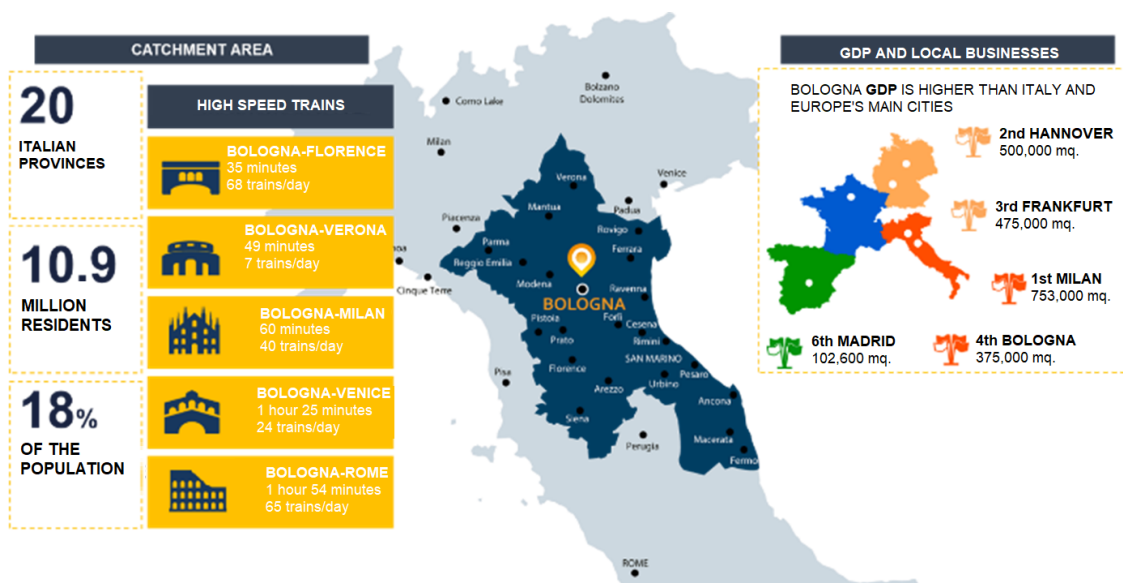 CATCHMENT AREA
20
ITALIAN
PROVINCES
10.9
MILLION
RESIDENTS
18%
OF THE
POPULATION
HIGH SPEED TRAINS
BOLOGNA-FLORENCE
35 minutes
68 trains/day
BOLOGNA-VERONA
49 minutes
7 trains/day
BOLOGNA-MILAN
60 minutes
40 trains/day
BOLOGNA-VENICE
1 hour 25 minutes
24 trains/day
BOLOGNA-ROME
1 hour 54 minutes
65 trains/day
Bolzano
Dolomites
Como Lake
Milan
Verona
Venice
Mantua
Padua
Piacenza
Rovigo
Parma
Ferrara
noa
Reggio Emilia
Modena
Cinque Terre
Ravenna
BOLOGNA
Pistoia
Forlì
Cesena
Prato
Rimini
SAN MARINO
Florence
Pesaro
Pisa
Arezzo
Urbino
Ancona
Siena
Macerata
Perugia
Fermo
ROME
GDP AND LOCAL BUSINESSES
BOLOGNA GDP IS HIGHER THAN ITALY AND
EUROPE'S MAIN CITIES
2nd HANNOVER
500,000 mq.
3rd FRANKFURT
475,000 mq.
1st MILAN
753,000 mq.
6th MADRID
102,600 mq.
4th BOLOGNA
375,000 mq.